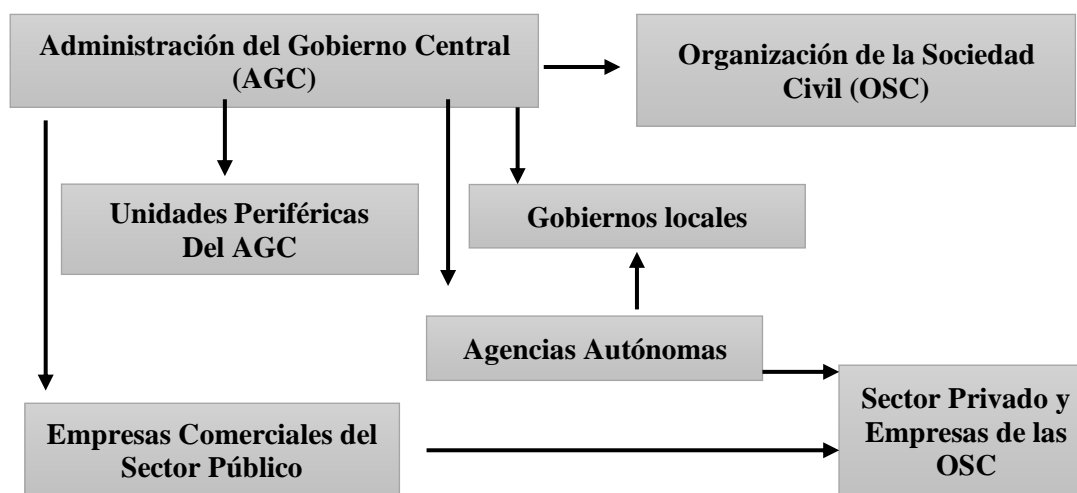 Administración del Gobierno Central
(AGC)
Organización de la Sociedad
Civil (OSC)
Unidades Periféricas
Del AGC
Gobiernos locales
Agencias Autónomas
Empresas Comerciales del
Sector Público
Sector Privado y
Empresas de las
OSC